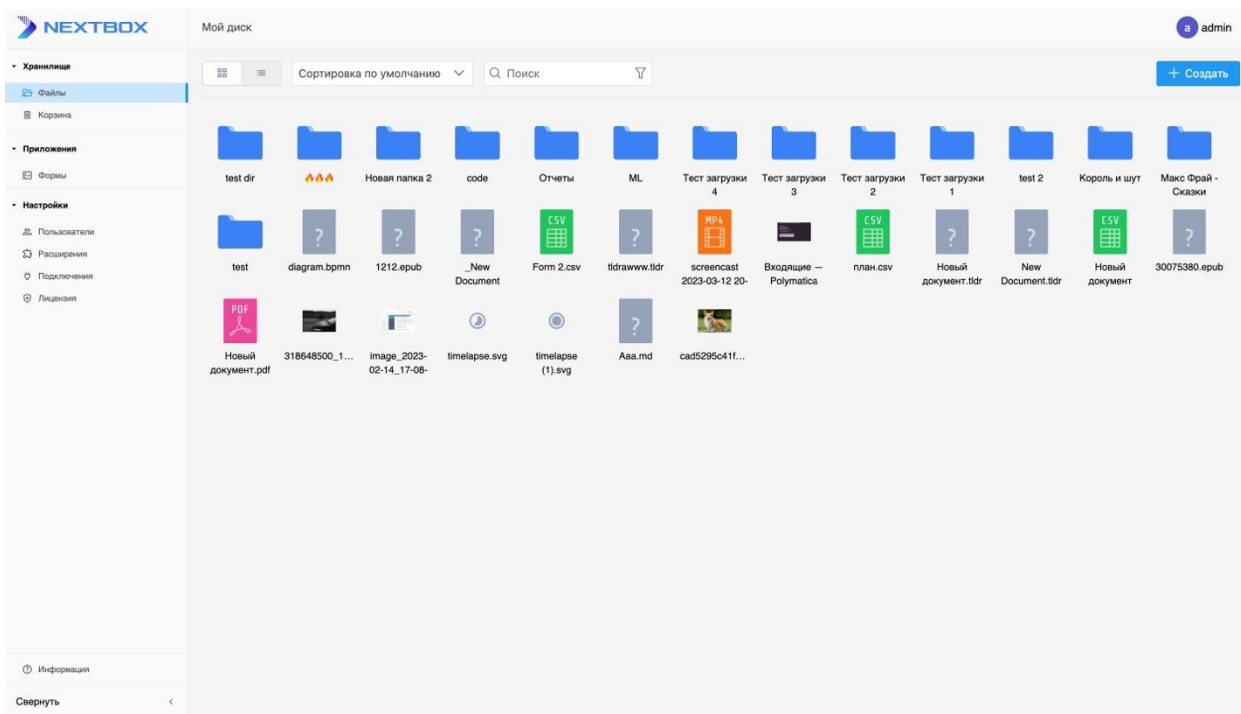 NEXTBOX
Мой диск
a admin
Хранилище
Файлы
Корзина
Приложения
Формы
Настройки
Пользователи
Расширения
Подключения
Лицензия
Информация
Свернуть
Сортировка по умолчанию
Поиск
+ Создать
test dir
🔥🔥🔥
Новая папка 2
code
Отчеты
ML
Тест загрузки
4
Тест загрузки
3
Тест загрузки
2
Тест загрузки
1
test 2
Король и шут
Макс Фрай -
Сказки
test
?
diagram.bpmn
?
1212.epub
?
_New
Document
CSV
Form 2.csv
?
tldrawww.tldr
MP4
screencast
2023-03-12 20-
Входящие —
Polymatica
CSV
план.csv
?
Новый
документ.tldr
?
New
Document.tldr
CSV
Новый
документ
?
30075380.epub
PDF
Новый
документ.pdf
318648500_1...
image_2023-
02-14_17-08-
timelapse.svg
timelapse
(1).svg
?
Aaa.md
cad5295c41f...